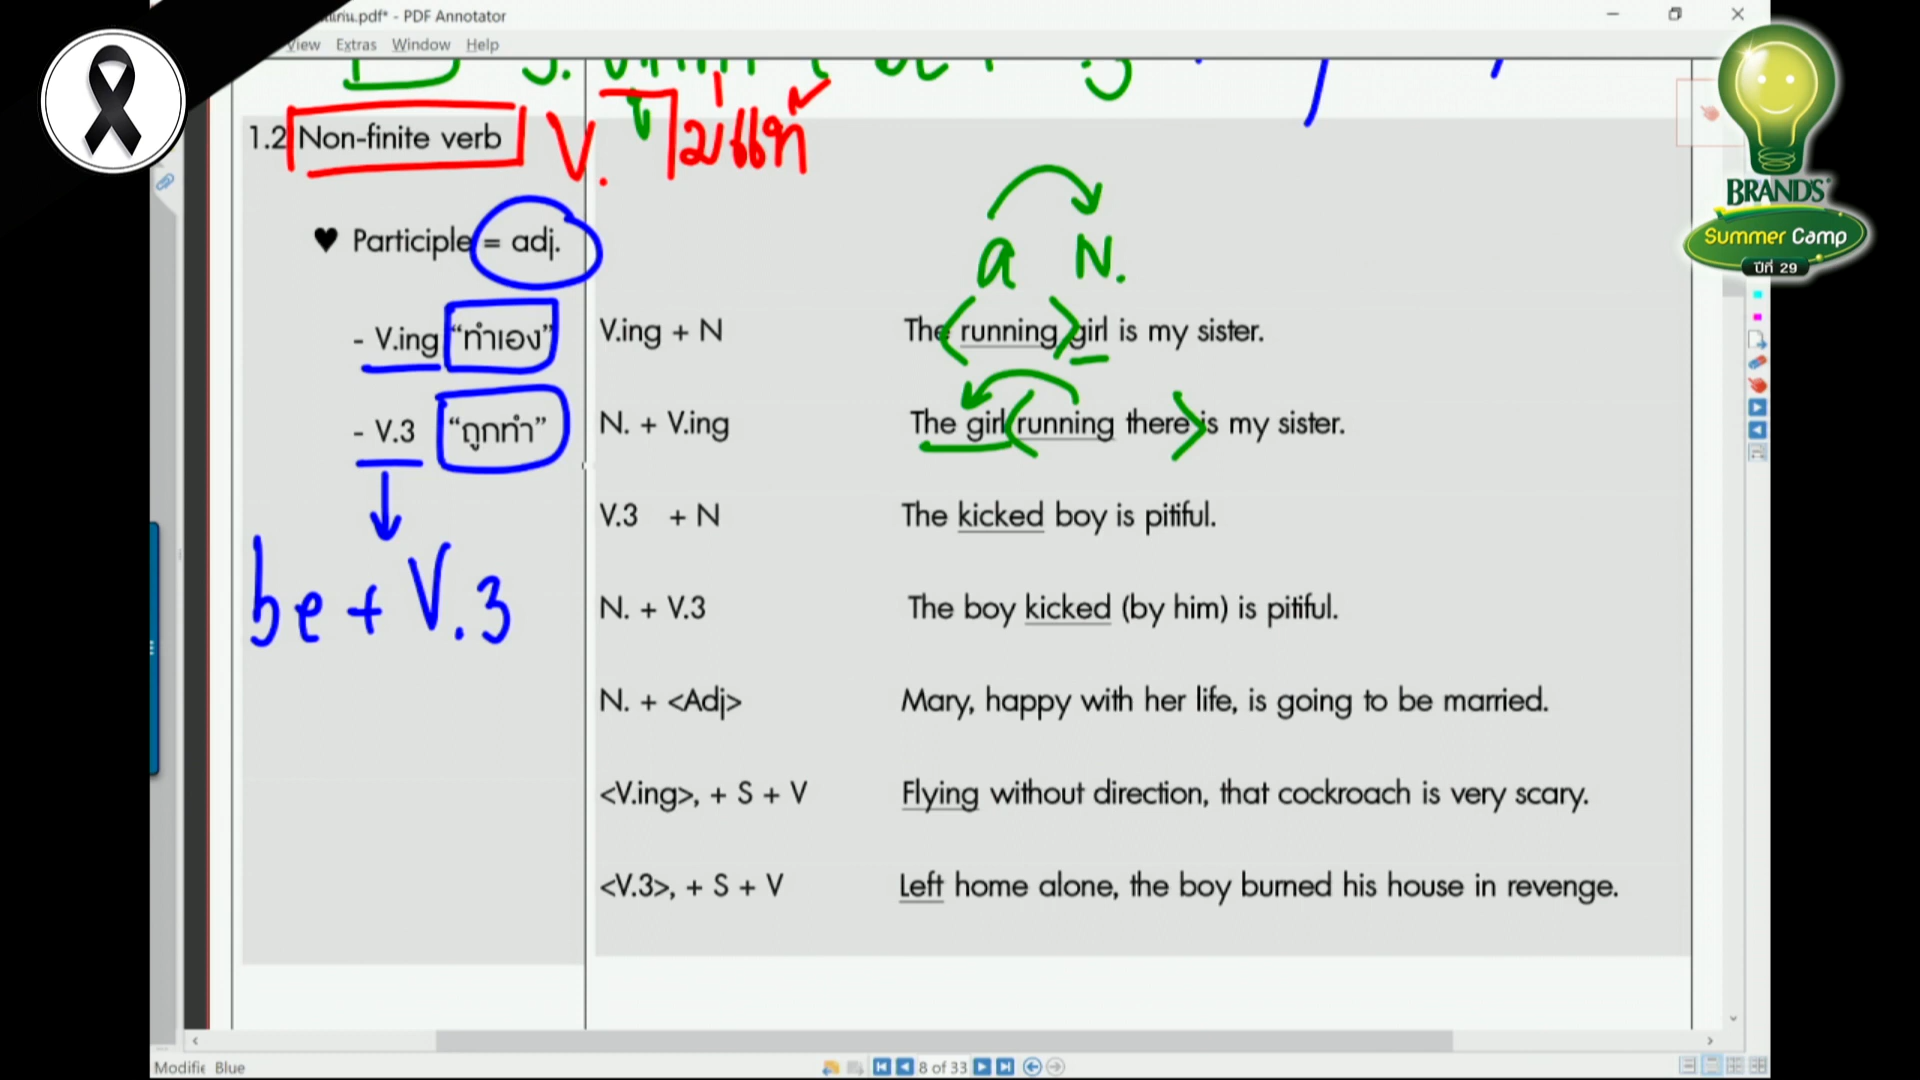 .pdf* - PDF Annotator
View Extras Window Help
1.2 Non-finite verb V. ไม่แท้
♥ Participle = adj.
a N.
- V.ing “ทำเอง” V.ing + N The running girl is my sister.
- V.3 “ถูกทำ” N. + V.ing The girl running there is my sister.
V.3 + N The kicked boy is pitiful.
be + V.3
N. + V.3 The boy kicked (by him) is pitiful.
N. + <Adj> Mary, happy with her life, is going to be married.
<V.ing>, + S + V Flying without direction, that cockroach is very scary.
<V.3>, + S + V Left home alone, the boy burned his house in revenge.
BRAND'S
Summer Camp
ปีที่ 29
Modifie Blue
8 of 33